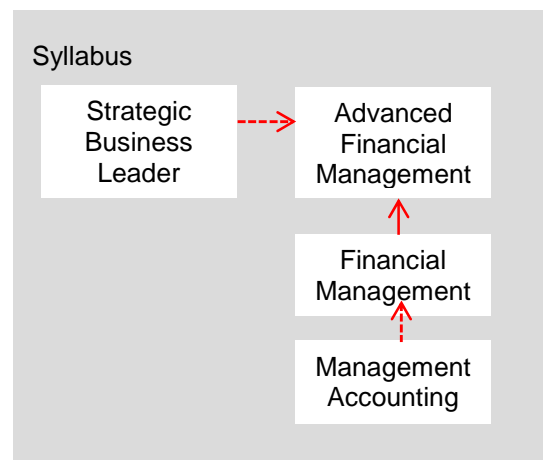 Syllabus
Strategic
Business
Leader
Advanced
Financial
Management
Financial
Management
Management
Accounting